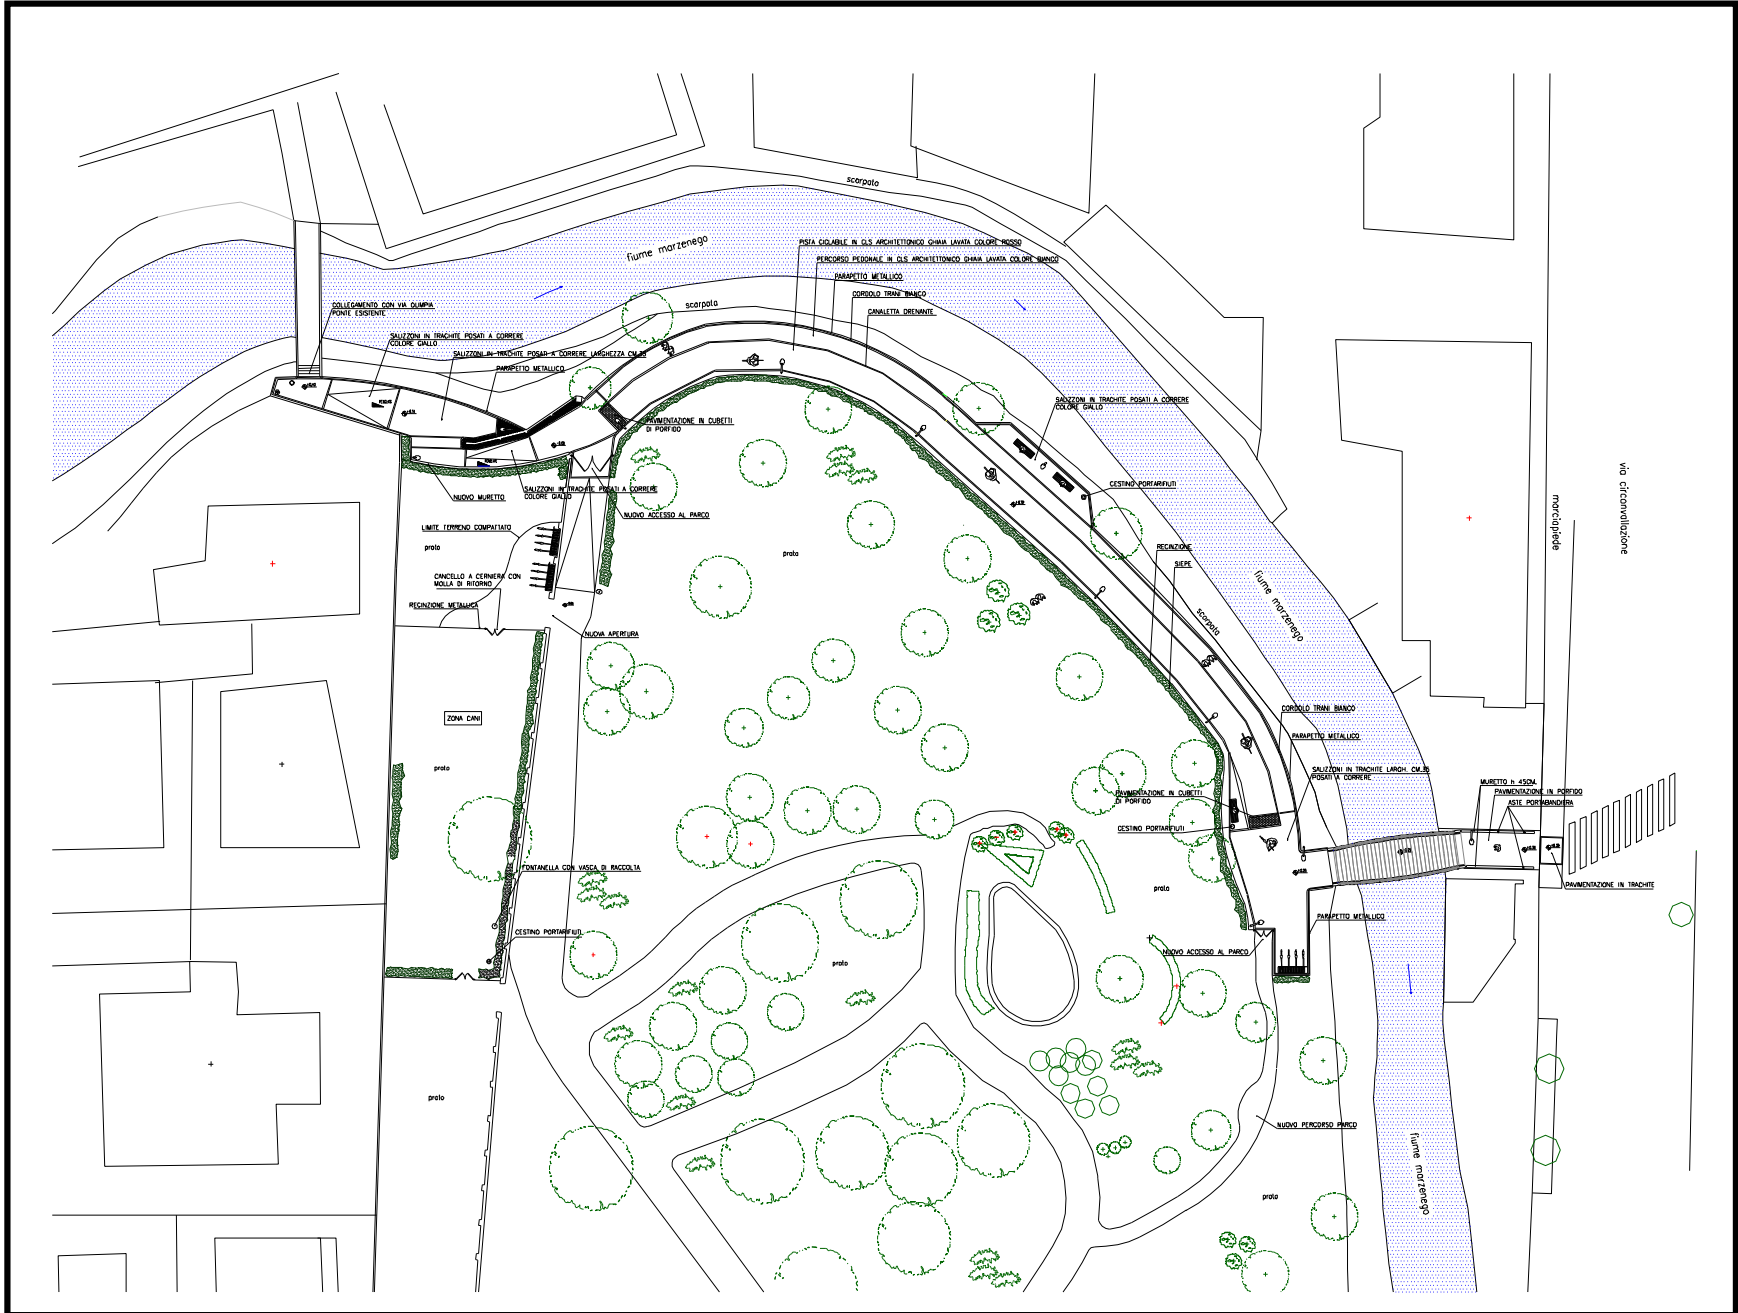 scarpata
fiume marzenego
PISTA CICLABILE IN CLS ARCHITETTONICO GHIAIA LAVATA COLORE ROSSO
PERCORSO PEDONALE IN CLS ARCHITETTONICO GHIAIA LAVATA COLORE BIANCO
PARAPETTO METALLICO
CORDOLO TRANI BIANCO
CANALETTA DRENANTE
scarpata
COLLEGAMENTO CON VIA OLIMPIA
PONTE ESISTENTE
SALIZZONI IN TRACHITE POSATI A CORRERE
COLORE GIALLO
SALIZZONI IN TRACHITE POSATI A CORRERE LARGHEZZA CM.35
PARAPETTO METALLICO
SALIZZONI IN TRACHITE POSATI A CORRERE
COLORE GIALLO
PAVIMENTAZIONE IN CUBETTI
DI PORFIDO
CESTINO PORTARIFIUTI
SALIZZONI IN TRACHITE POSATI A CORRERE
COLORE GIALLO
NUOVO MURETTO
NUOVO ACCESSO AL PARCO
LIMITE TERRENO COMPATTATO
prato
prato
RECINZIONE
SIEPE
CANCELLO A CERNIERA CON
MOLLA DI RITORNO
RECINZIONE METALLICA
NUOVA APERTURA
marciapiede
via circonvallazione
fiume marzenego
scarpata
ZONA CANI
prato
CORDOLO TRANI BIANCO
PARAPETTO METALLICO
SALIZZONI IN TRACHITE LARGH. CM.35
POSATI A CORRERE
MURETTO h 45CM.
PAVIMENTAZIONE IN PORFIDO
ASTE PORTABANDIERA
PAVIMENTAZIONE IN CUBETTI
DI PORFIDO
CESTINO PORTARIFIUTI
FONTANELLA CON VASCA DI RACCOLTA
prato
PAVIMENTAZIONE IN TRACHITE
PARAPETTO METALLICO
CESTINO PORTARIFIUTI
NUOVO ACCESSO AL PARCO
prato
prato
NUOVO PERCORSO PARCO
fiume marzenego
prato